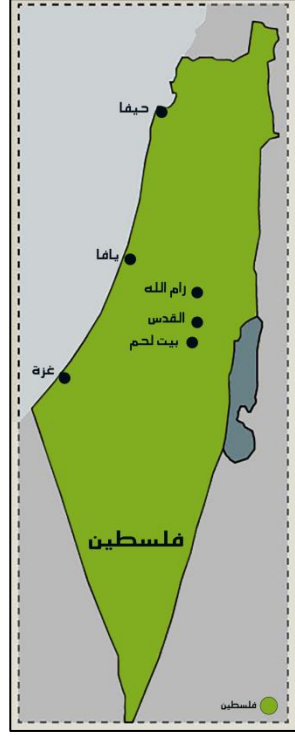 حيفا
يافا
رام الله
القدس
بيت لحم
غزة
فلسطين
فلسطين